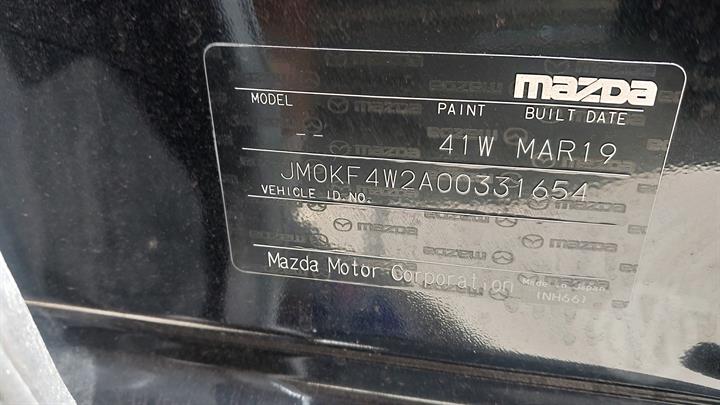 mazda
MODEL PAINT BUILT DATE
-- 41W MAR19
JM0KF4W2A00331654
VEHICLE ID.NO.
Mazda Motor Corporation Made in Japan
(NH66)